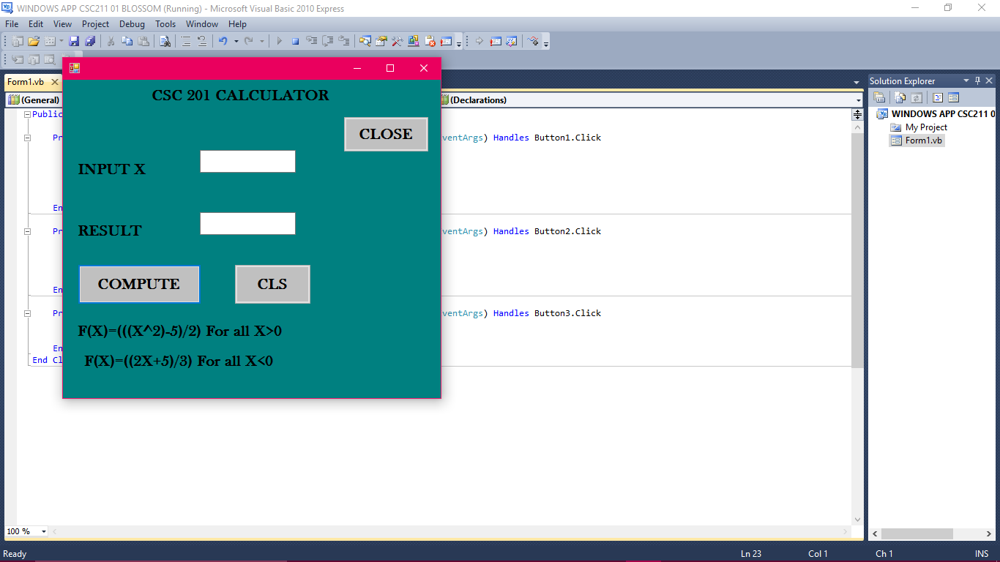 WINDOWS APP CSC211 01 BLOSSOM (Running) - Microsoft Visual Basic 2010 Express
File Edit View Project Debug Tools Window Help
Form1.vb
(General)
(Declarations)
CSC 201 CALCULATOR
CLOSE
INPUT X
RESULT
COMPUTE
CLS
F(X)=(((X^2)-5)/2) For all X>0
F(X)=((2X+5)/3) For all X<0
Public
Pr
ventArgs) Handles Button1.Click
En
Pr
ventArgs) Handles Button2.Click
En
Pr
ventArgs) Handles Button3.Click
En
End Cl
Solution Explorer
WINDOWS APP CSC211 0
My Project
Form1.vb
100 %
Ready
Ln 23
Col 1
Ch 1
INS